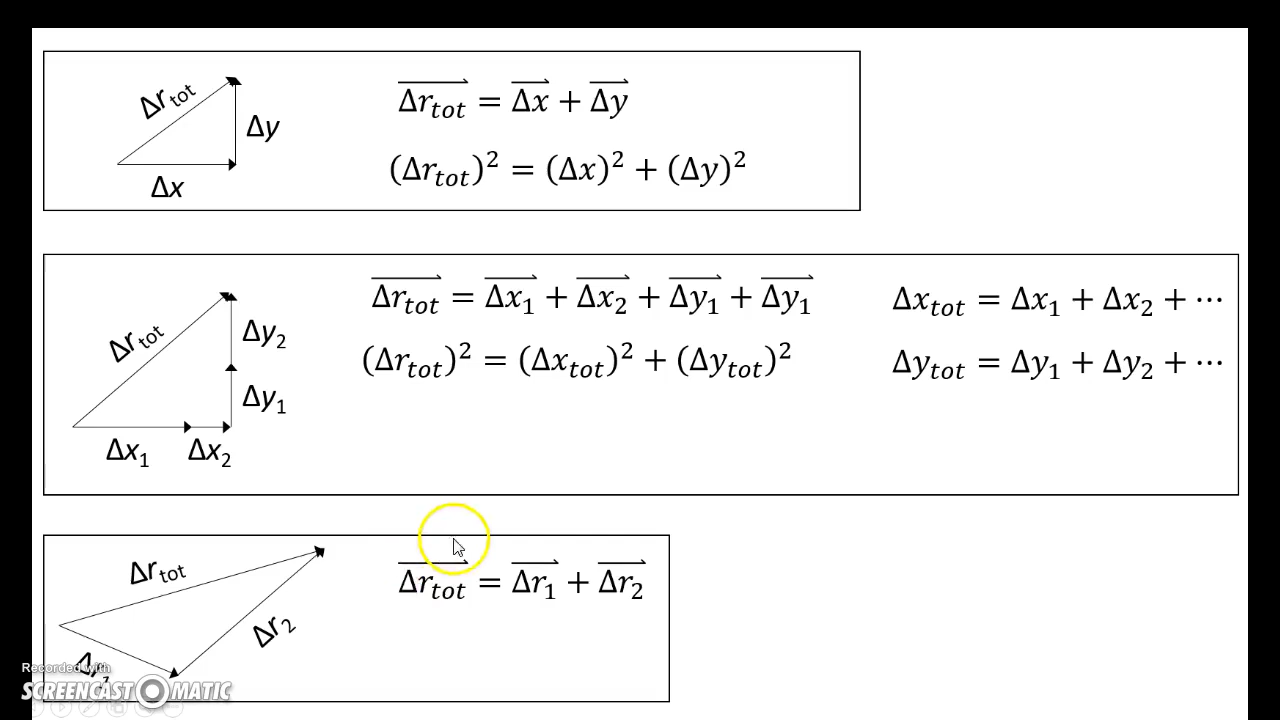 Δr_tot
Δy
Δx
Δr_tot = Δx + Δy
(Δr_tot)² = (Δx)² + (Δy)²
Δr_tot
Δy₂
Δy₁
Δx₁ Δx₂
Δr_tot = Δx₁ + Δx₂ + Δy₁ + Δy₁
(Δr_tot)² = (Δx_tot)² + (Δy_tot)²
Δx_tot = Δx₁ + Δx₂ + ⋯
Δy_tot = Δy₁ + Δy₂ + ⋯
Δr_tot
Δr₂
Δr₁
Δr_tot = Δr₁ + Δr₂
Recorded with
SCREENCAST MATIC